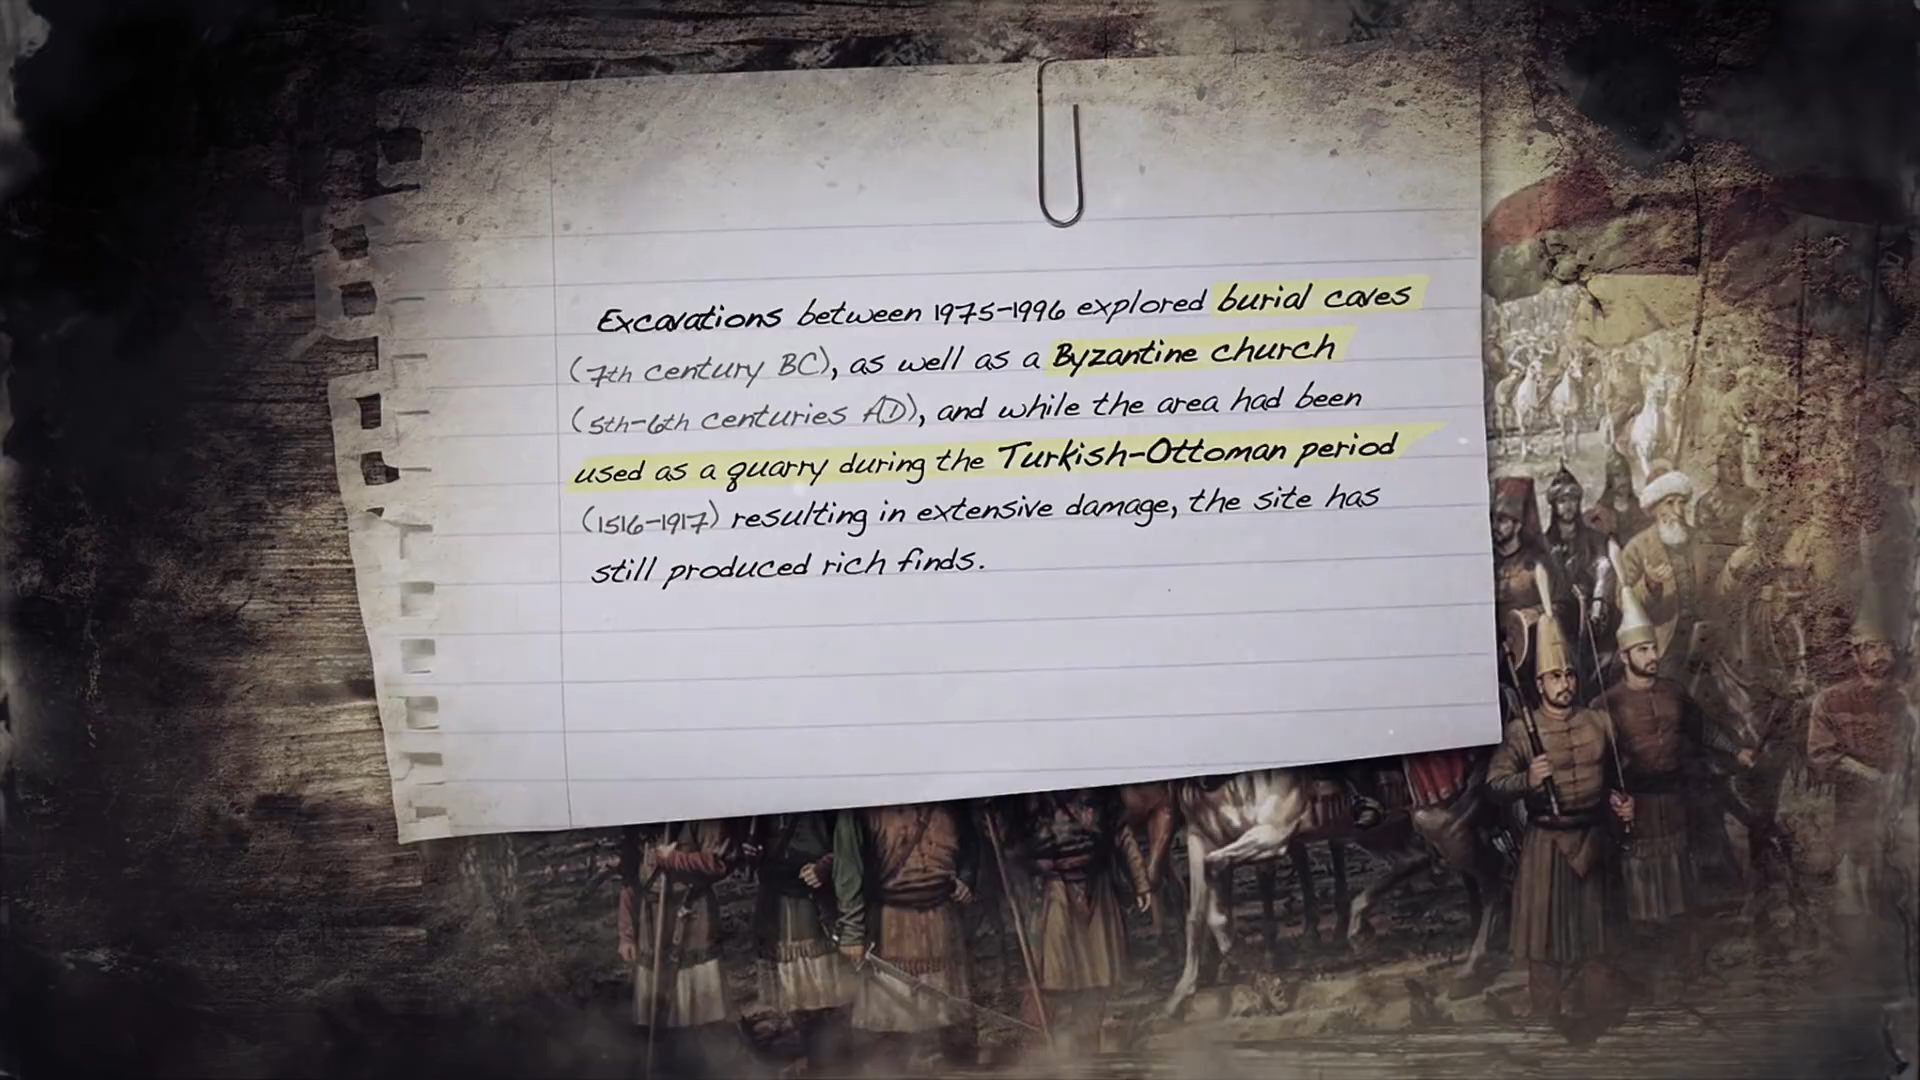 Excavations between 1975-1996 explored burial caves
(7th century BC), as well as a Byzantine church
(5th-6th centuries AD), and while the area had been
used as a quarry during the Turkish-Ottoman period
(1516-1917) resulting in extensive damage, the site has
still produced rich finds.